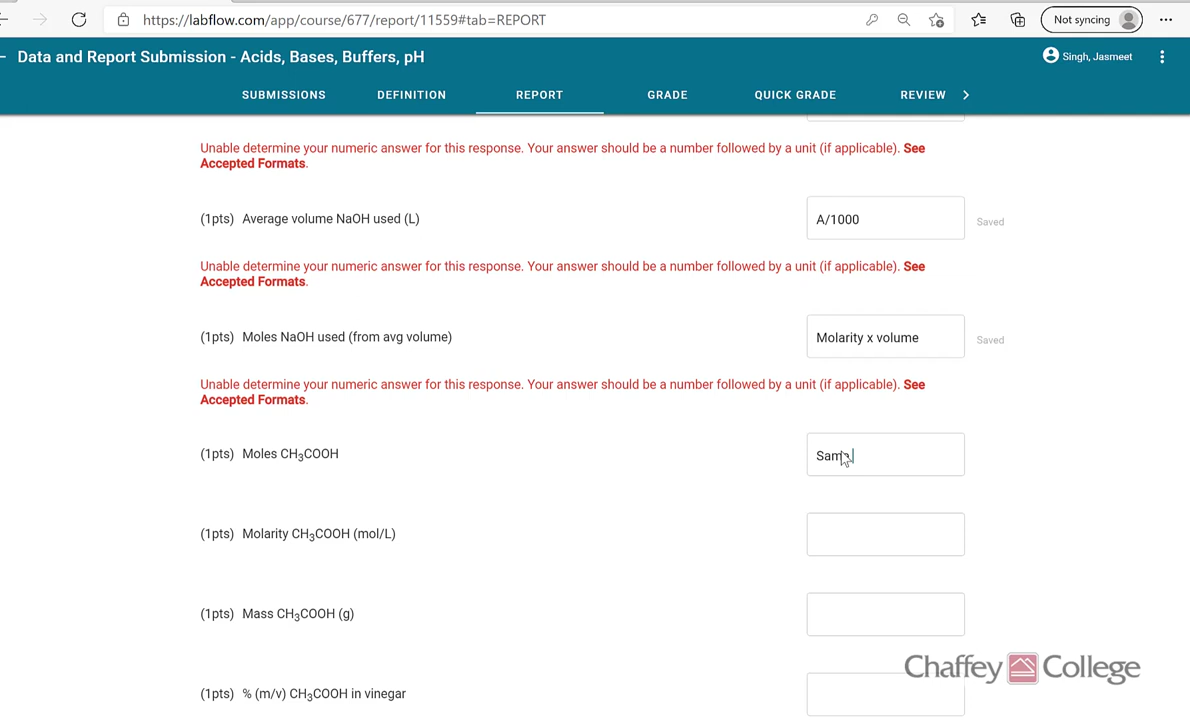 https://labflow.com/app/course/677/report/11559#tab=REPORT
Not syncing
Data and Report Submission - Acids, Bases, Buffers, pH
Singh, Jasmeet
SUBMISSIONS DEFINITION REPORT GRADE QUICK GRADE REVIEW
Unable determine your numeric answer for this response. Your answer should be a number followed by a unit (if applicable). See
Accepted Formats.
(1pts) Average volume NaOH used (L)
A/1000
Saved
Unable determine your numeric answer for this response. Your answer should be a number followed by a unit (if applicable). See
Accepted Formats.
(1pts) Moles NaOH used (from avg volume)
Molarity x volume
Saved
Unable determine your numeric answer for this response. Your answer should be a number followed by a unit (if applicable). See
Accepted Formats.
(1pts) Moles CH₃COOH
Same
(1pts) Molarity CH₃COOH (mol/L)
(1pts) Mass CH₃COOH (g)
Chaffey College
(1pts) % (m/v) CH₃COOH in vinegar